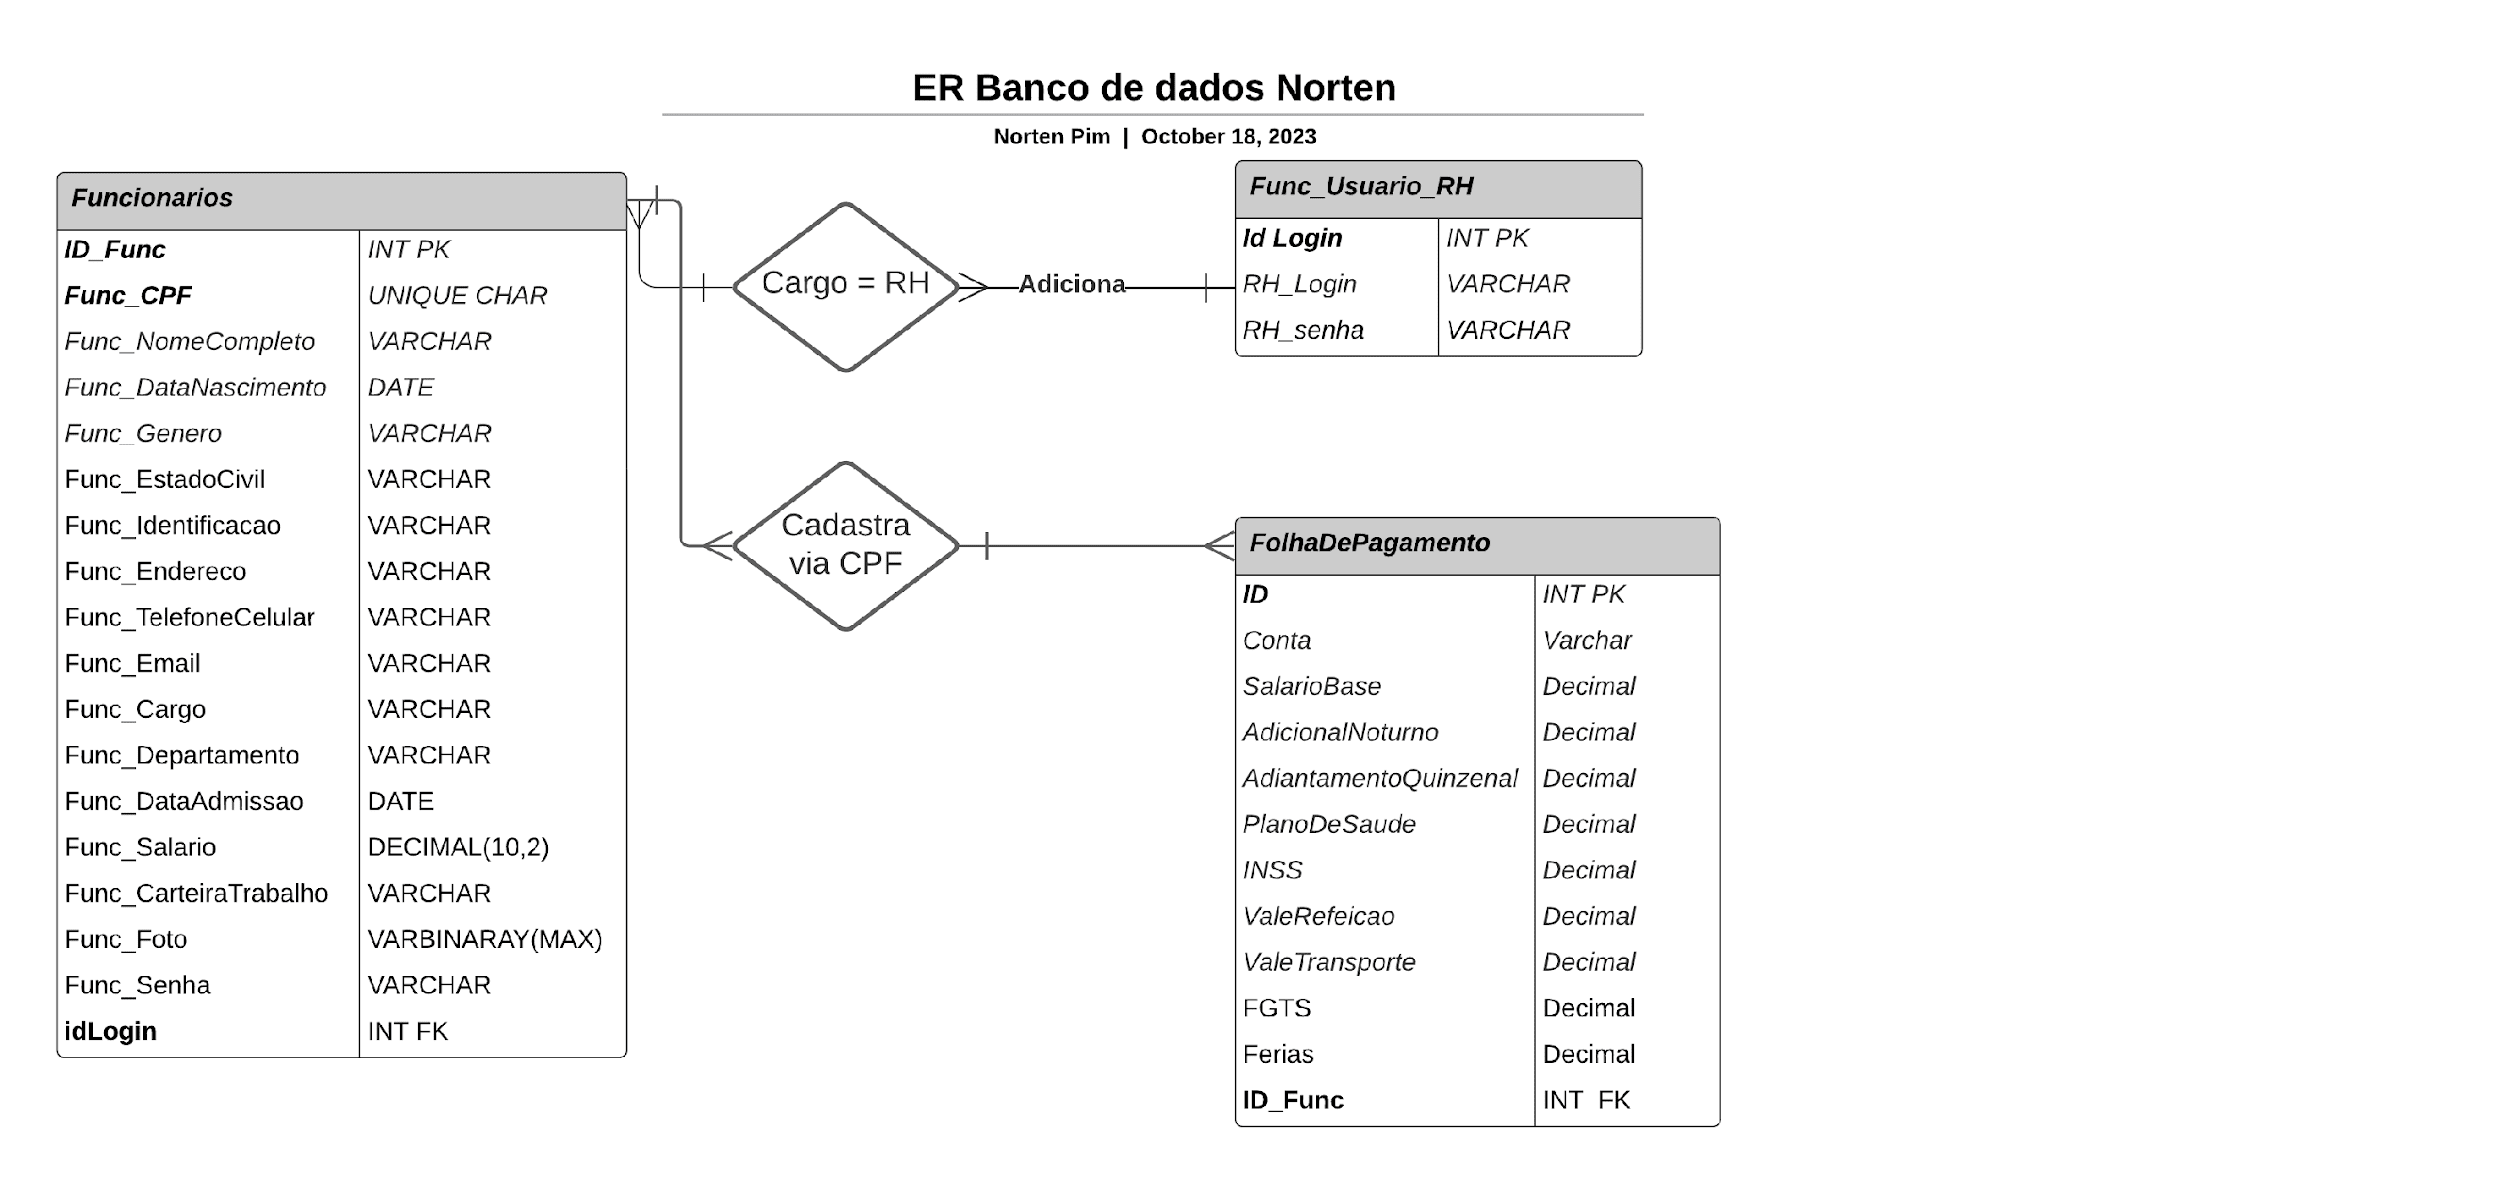 ER Banco de dados Norten
Norten Pim | October 18, 2023
Funcionarios
ID_Func INT PK
Func_CPF UNIQUE CHAR
Func_NomeCompleto VARCHAR
Func_DataNascimento DATE
Func_Genero VARCHAR
Func_EstadoCivil VARCHAR
Func_Identificacao VARCHAR
Func_Endereco VARCHAR
Func_TelefoneCelular VARCHAR
Func_Email VARCHAR
Func_Cargo VARCHAR
Func_Departamento VARCHAR
Func_DataAdmissao DATE
Func_Salario DECIMAL(10,2)
Func_CarteiraTrabalho VARCHAR
Func_Foto VARBINARAY(MAX)
Func_Senha VARCHAR
idLogin INT FK
Cargo = RH
Adiciona
Func_Usuario_RH
Id Login INT PK
RH_Login VARCHAR
RH_senha VARCHAR
Cadastra
via CPF
FolhaDePagamento
ID INT PK
Conta Varchar
SalarioBase Decimal
AdicionalNoturno Decimal
AdiantamentoQuinzenal Decimal
PlanoDeSaude Decimal
INSS Decimal
ValeRefeicao Decimal
ValeTransporte Decimal
FGTS Decimal
Ferias Decimal
ID_Func INT FK